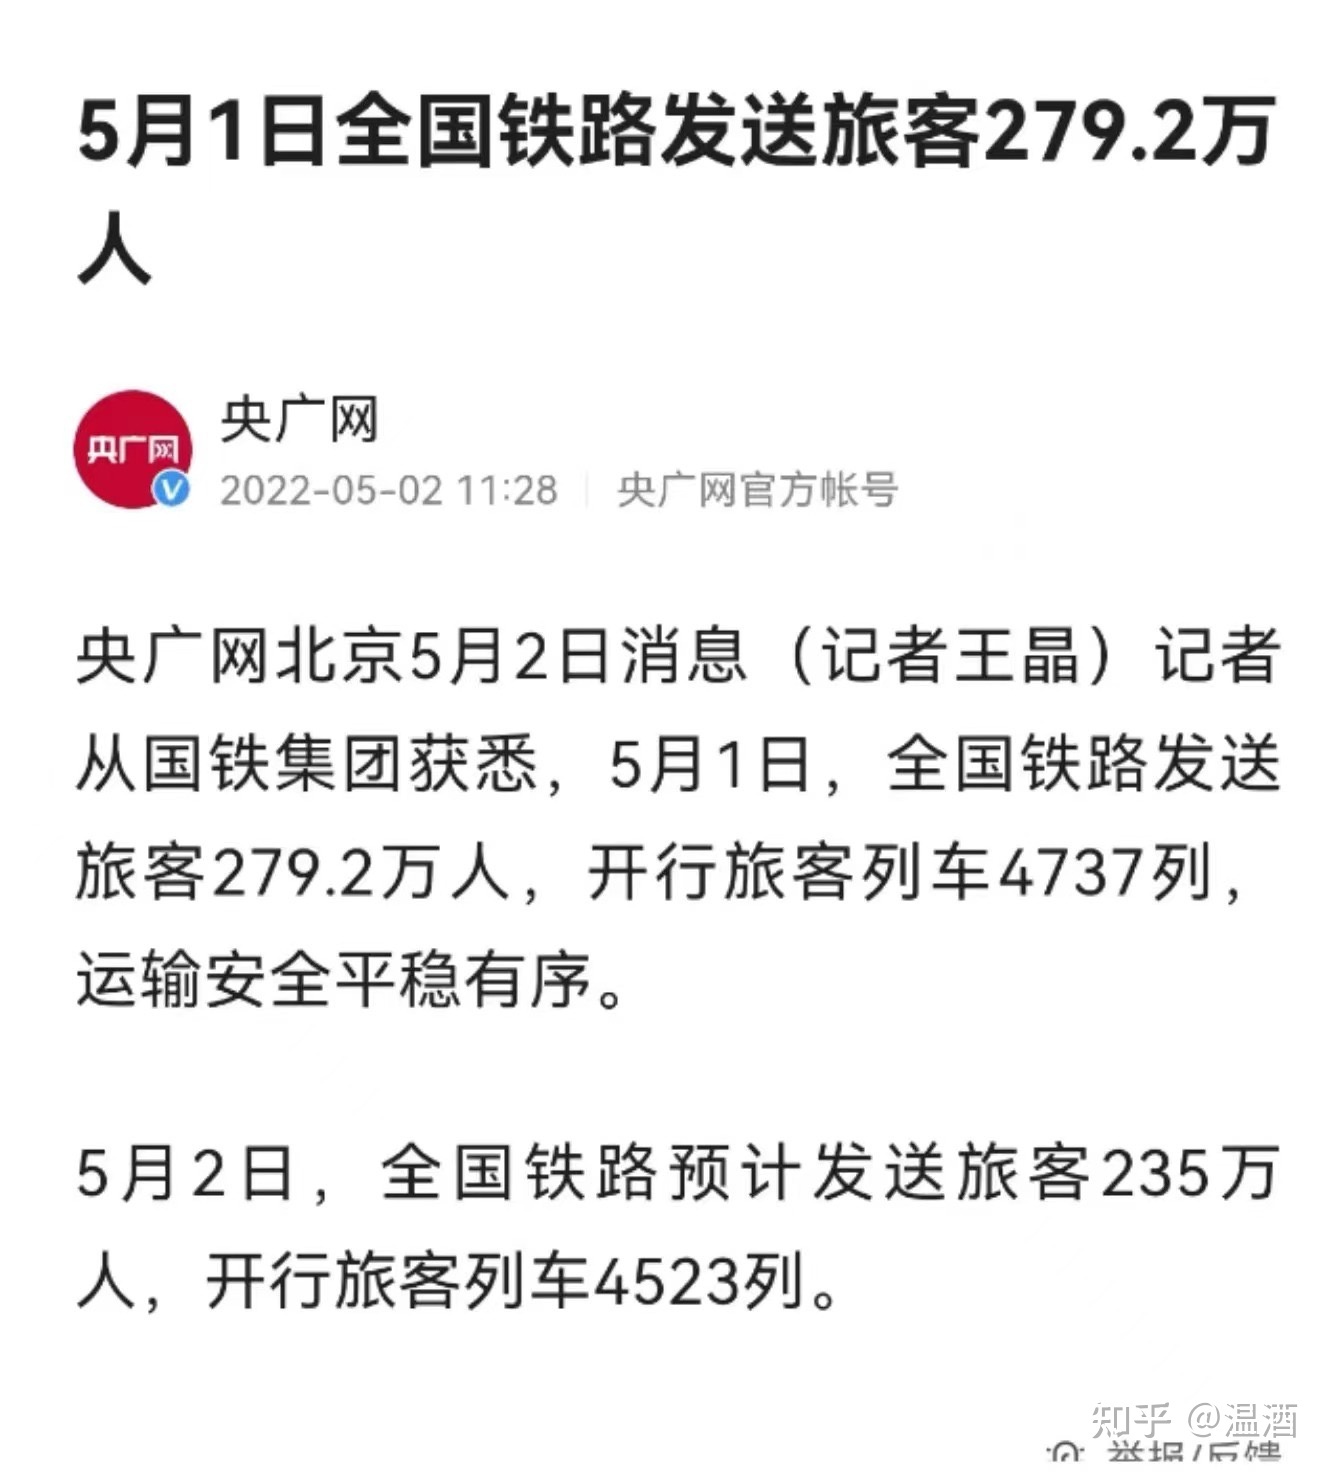 5月1日全国铁路发送旅客279.2万
人
央广网
央广网
2022-05-02 11:28 央广网官方帐号
央广网北京5月2日消息（记者王晶）记者
从国铁集团获悉，5月1日，全国铁路发送
旅客279.2万人，开行旅客列车4737列，
运输安全平稳有序。
5月2日，全国铁路预计发送旅客235万
人，开行旅客列车4523列。
知乎 @温酒
举报/反馈